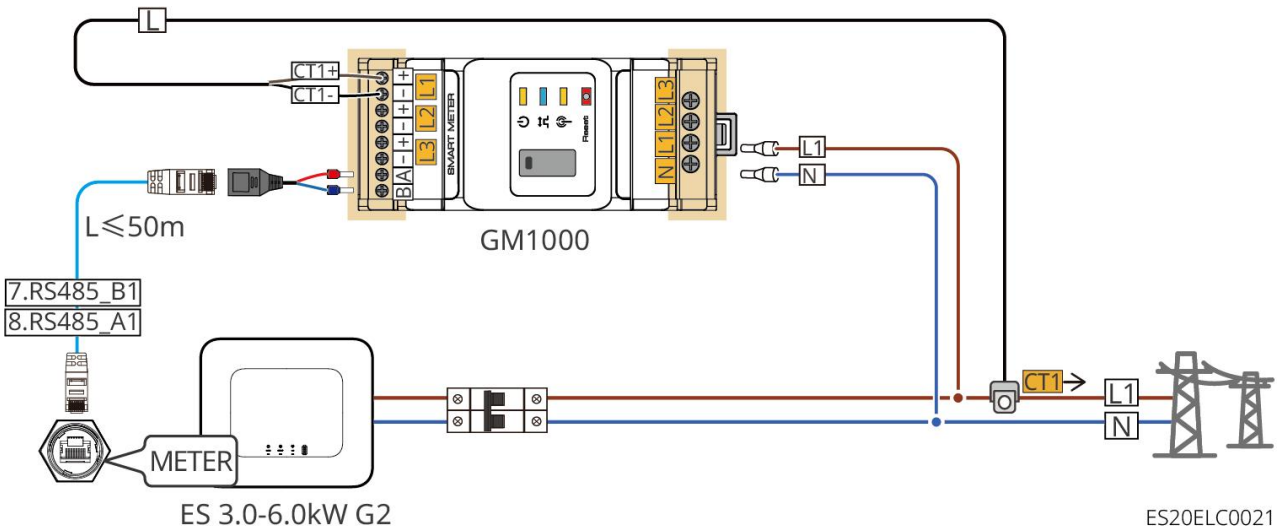 L
CT1+
CT1-
+
-
+
-
+
-
A
B
L1
L2
L3
SMART METER
Reset
L3
L2
L1
N
L1
N
L≤50m
GM1000
7.RS485_B1
8.RS485_A1
CT1
L1
N
METER
ES 3.0-6.0kW G2
ES20ELC0021